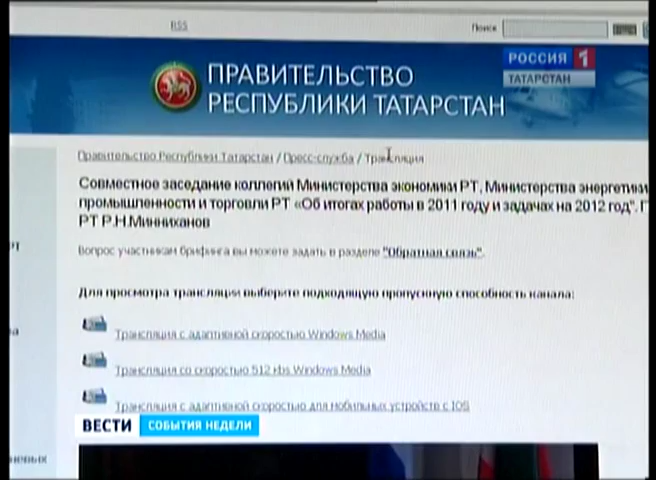 RSS
Поиск
РОССИЯ 1
ТАТАРСТАН
ПРАВИТЕЛЬСТВО
РЕСПУБЛИКИ ТАТАРСТАН
Правительство Республики Татарстан / Пресс-служба / Трансляция
Совместное заседание коллегий Министерства экономики РТ, Министерства энергетики
промышленности и торговли РТ «Об итогах работы в 2011 году и задачах на 2012 год". Г
РТ Р.Н.Минниханов
Вопрос участникам брифинга вы можете задать в разделе "Обратная связь".
Для просмотра трансляции выберите подходящую пропускную способность канала:
Трансляция с адаптивной скоростью Windows Media
Трансляция со скоростью 512 kbs Windows Media
Трансляция с адаптивной скоростью для мобильных устройств с IOS
ВЕСТИ СОБЫТИЯ НЕДЕЛИ